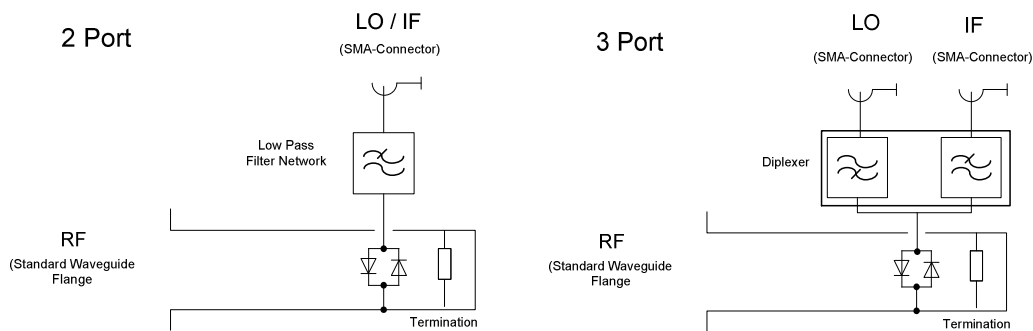 2 Port
LO / IF
(SMA-Connector)
Low Pass
Filter Network
RF
(Standard Waveguide
Flange
Termination
3 Port
LO
(SMA-Connector)
IF
(SMA-Connector)
Diplexer
RF
(Standard Waveguide
Flange
Termination